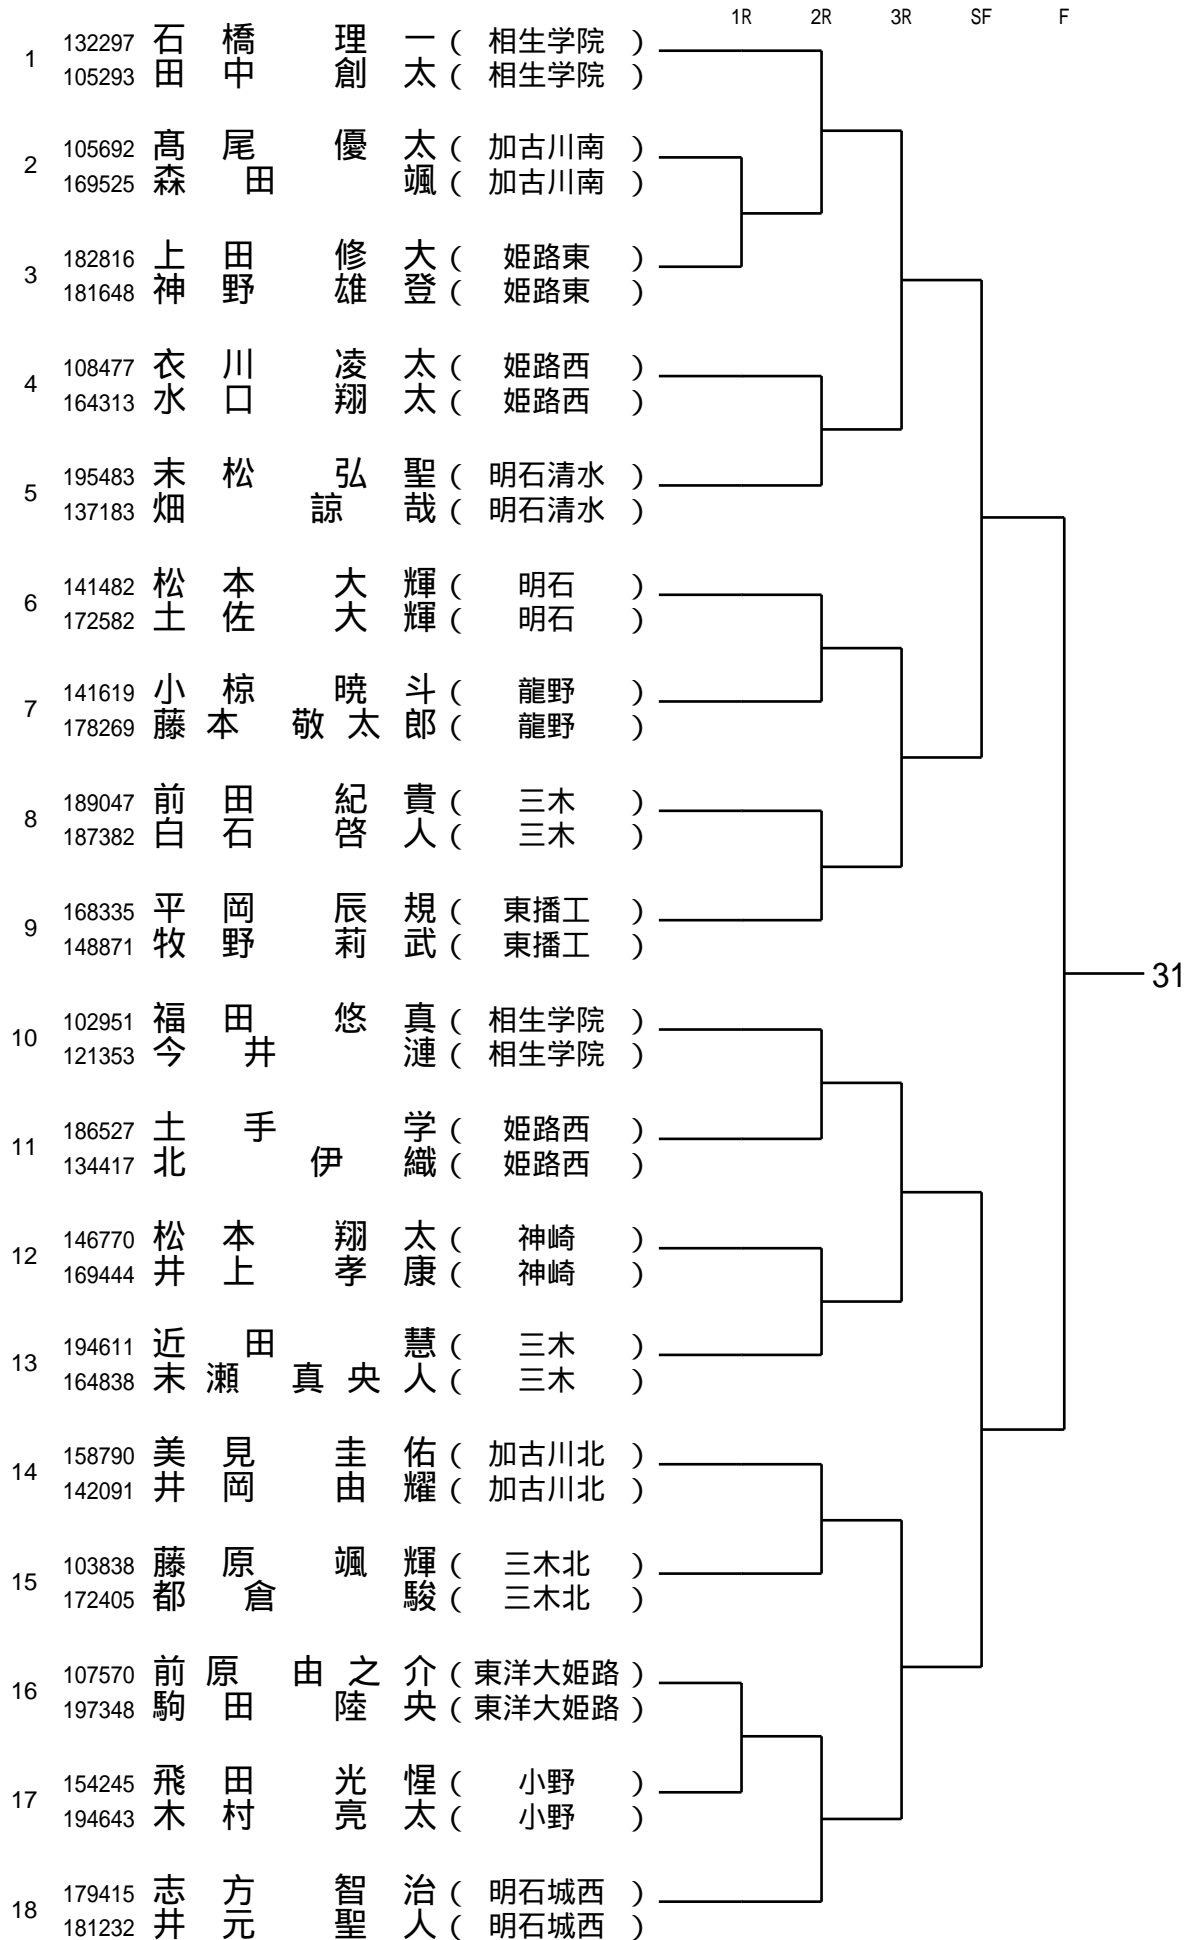 1R 2R 3R SF F
1
132297 石橋 理一 ( 相生学院 )
105293 田中 創太 ( 相生学院 )
2
105692 髙尾 優太 ( 加古川南 )
169525 森田 颯 ( 加古川南 )
3
182816 上田 修大 ( 姫路東 )
181648 神野 雄登 ( 姫路東 )
4
108477 衣川 凌太 ( 姫路西 )
164313 水口 翔太 ( 姫路西 )
5
195483 末松 弘聖 ( 明石清水 )
137183 畑 諒哉 ( 明石清水 )
6
141482 松本 大輝 ( 明石 )
172582 土佐 大輝 ( 明石 )
7
141619 小椋 暁斗 ( 龍野 )
178269 藤本 敬太郎 ( 龍野 )
8
189047 前田 紀貴 ( 三木 )
187382 白石 啓人 ( 三木 )
9
168335 平岡 辰規 ( 東播工 )
148871 牧野 莉武 ( 東播工 )
31
10
102951 福田 悠真 ( 相生学院 )
121353 今井 漣 ( 相生学院 )
11
186527 土手 学 ( 姫路西 )
134417 北 伊織 ( 姫路西 )
12
146770 松本 翔太 ( 神崎 )
169444 井上 孝康 ( 神崎 )
13
194611 近田 慧 ( 三木 )
164838 末瀬 真央人 ( 三木 )
14
158790 美見 圭佑 ( 加古川北 )
142091 井岡 由耀 ( 加古川北 )
15
103838 藤原 颯輝 ( 三木北 )
172405 都倉 駿 ( 三木北 )
16
107570 前原 由之介 ( 東洋大姫路 )
197348 駒田 陸央 ( 東洋大姫路 )
17
154245 飛田 光惺 ( 小野 )
194643 木村 亮太 ( 小野 )
18
179415 志方 智治 ( 明石城西 )
181232 井元 聖人 ( 明石城西 )